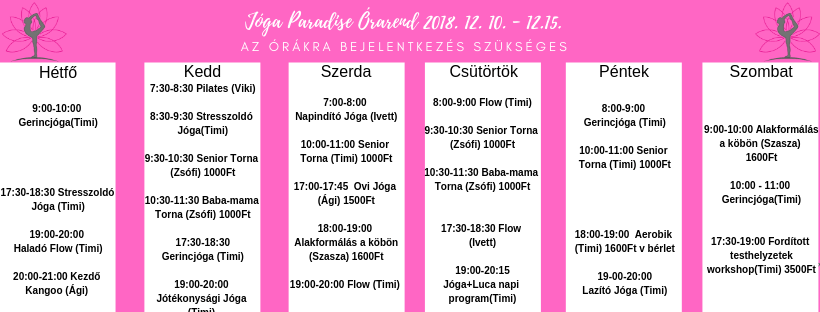 Jóga Paradise Órarend 2018. 12. 10. - 12.15.
AZ ÓRÁKRA BEJELENTKEZÉS SZÜKSÉGES
Hétfő
9:00-10:00
Gerincjóga(Timi)
17:30-18:30 Stresszoldó
Jóga (Timi)
19:00-20:00
Haladó Flow (Timi)
20:00-21:00 Kezdő
Kangoo (Ági)
Kedd
7:30-8:30 Pilates (Viki)
8:30-9:30 Stresszoldó
Jóga(Timi)
9:30-10:30 Senior Torna
(Zsófi) 1000Ft
10:30-11:30 Baba-mama
Torna (Zsófi) 1000Ft
17:30-18:30
Gerincjóga (Timi)
19:00-20:00
Jótékonysági Jóga
(Timi)
Szerda
7:00-8:00
Napindító Jóga (Ivett)
10:00-11:00 Senior
Torna (Timi) 1000Ft
17:00-17:45 Ovi Jóga
(Ági) 1500Ft
18:00-19:00
Alakformálás a köbön
(Szasza) 1600Ft
19:00-20:00 Flow (Timi)
Csütörtök
8:00-9:00 Flow (Timi)
9:30-10:30 Senior Torna
(Zsófi) 1000Ft
10:30-11:30 Baba-mama
Torna (Zsófi) 1000Ft
17:30-18:30 Flow
(Ivett)
19:00-20:15
Jóga+Luca napi
program(Timi)
Péntek
8:00-9:00
Gerincjóga (Timi)
10:00-11:00 Senior
Torna (Timi) 1000Ft
18:00-19:00 Aerobik
(Timi) 1600Ft v bérlet
19-00-20:00
Lazító Jóga (Timi)
Szombat
9:00-10:00 Alakformálás
a köbön (Szasza)
1600Ft
10:00 - 11:00
Gerincjóga(Timi)
17:30-19:00 Fordított
testhelyzetek
workshop(Timi) 3500Ft